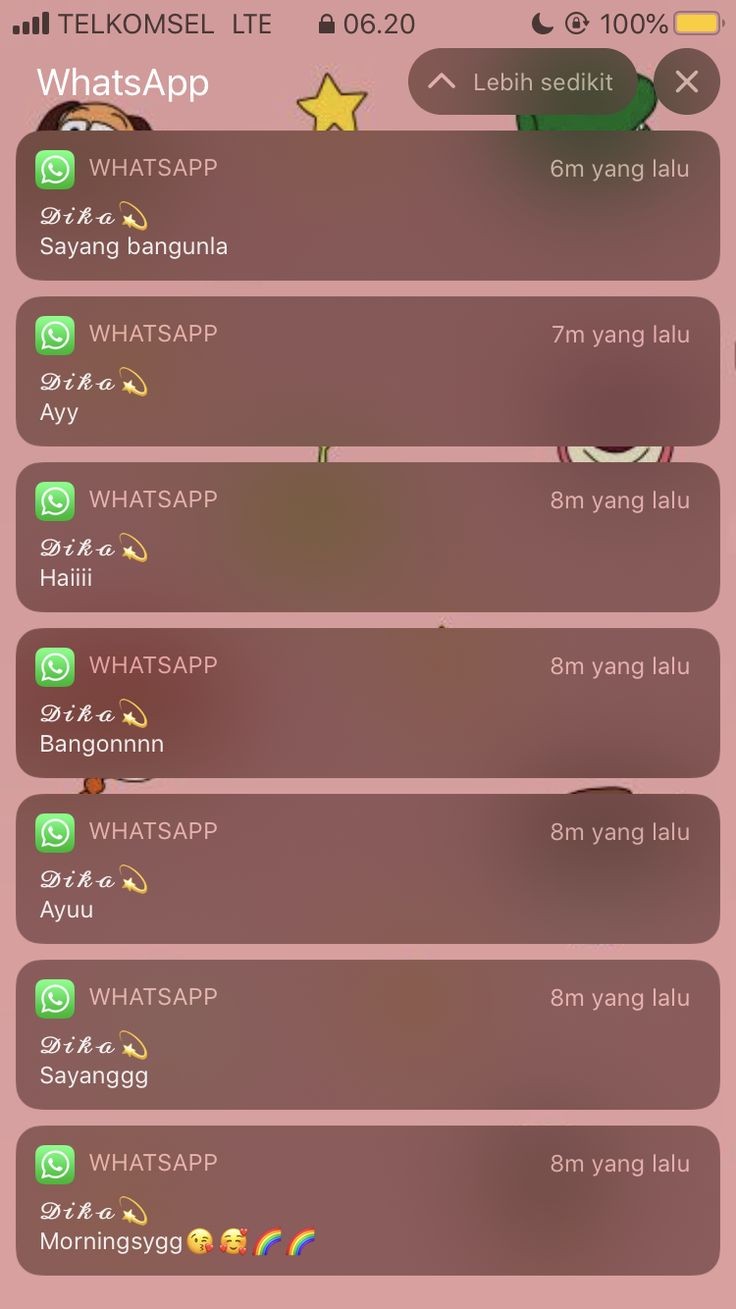 TELKOMSEL LTE 06.20 100%
WhatsApp Lebih sedikit
WHATSAPP 6m yang lalu
𝒟𝒾𝓀𝒶💫
Sayang bangunla
WHATSAPP 7m yang lalu
𝒟𝒾𝓀𝒶💫
Ayy
WHATSAPP 8m yang lalu
𝒟𝒾𝓀𝒶💫
Haiiii
WHATSAPP 8m yang lalu
𝒟𝒾𝓀𝒶💫
Bangonnnn
WHATSAPP 8m yang lalu
𝒟𝒾𝓀𝒶💫
Ayuu
WHATSAPP 8m yang lalu
𝒟𝒾𝓀𝒶💫
Sayanggg
WHATSAPP 8m yang lalu
𝒟𝒾𝓀𝒶💫
Morningsygg😘🥰🌈🌈